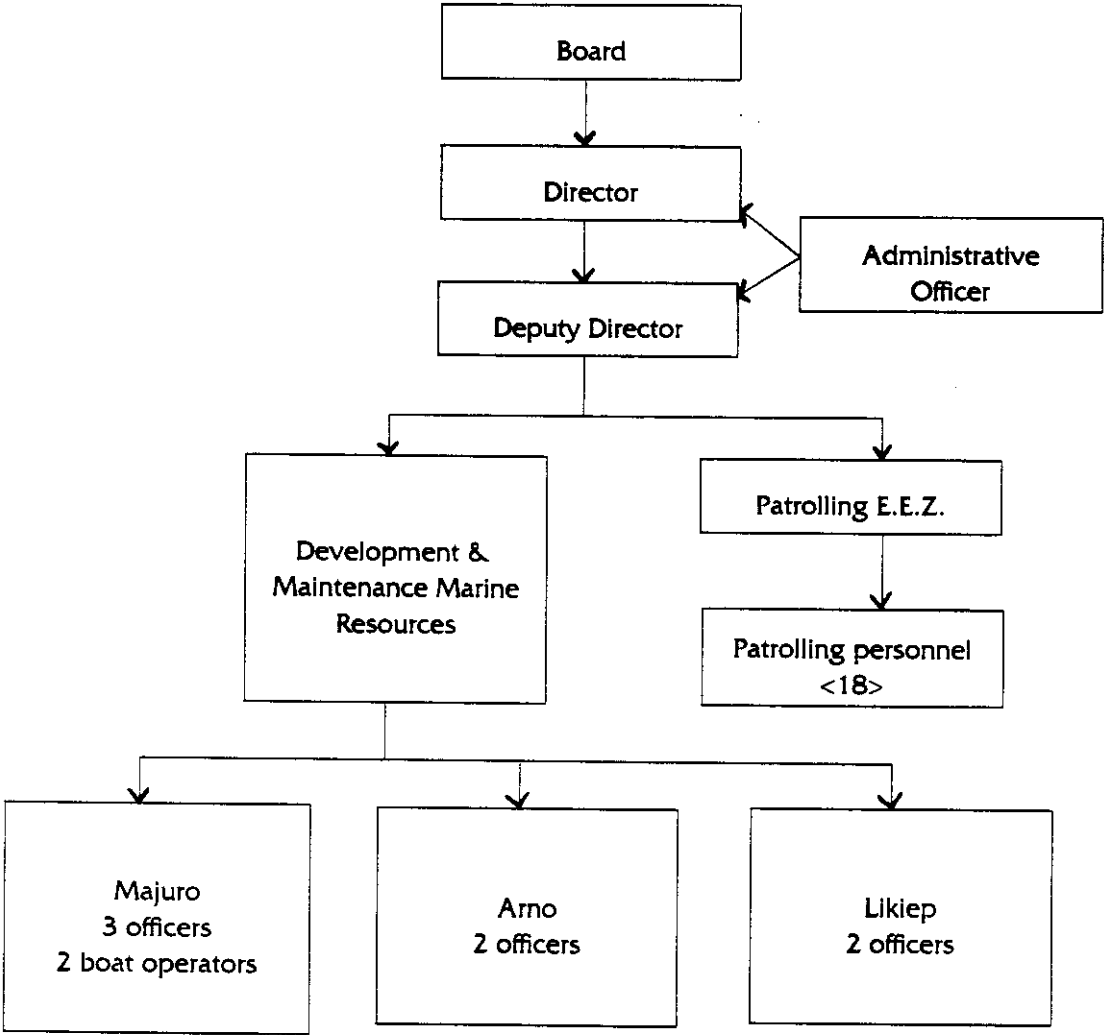 Board
Director
Administrative
Officer
Deputy Director
Development &
Maintenance Marine
Resources
Patrolling E.E.Z.
Patrolling personnel
<18>
Majuro
3 officers
2 boat operators
Arno
2 officers
Likiep
2 officers